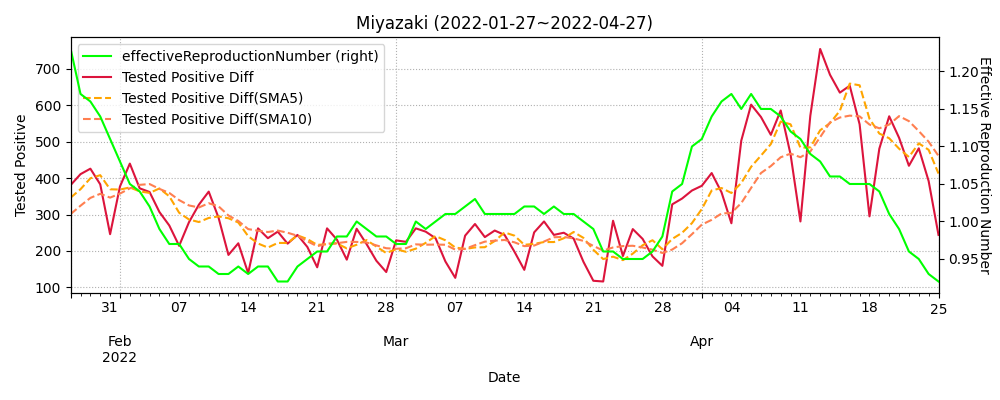 Miyazaki (2022-01-27~2022-04-27)
effectiveReproductionNumber (right)
Tested Positive Diff
Tested Positive Diff(SMA5)
Tested Positive Diff(SMA10)
Tested Positive
700
600
500
400
300
200
100
1.20
1.15
1.10
1.05
1.00
0.95
Effective Reproduction Number
31 07 14 21 28 07 14 21 28 04 11 18 25
Feb Mar Apr
2022
Date